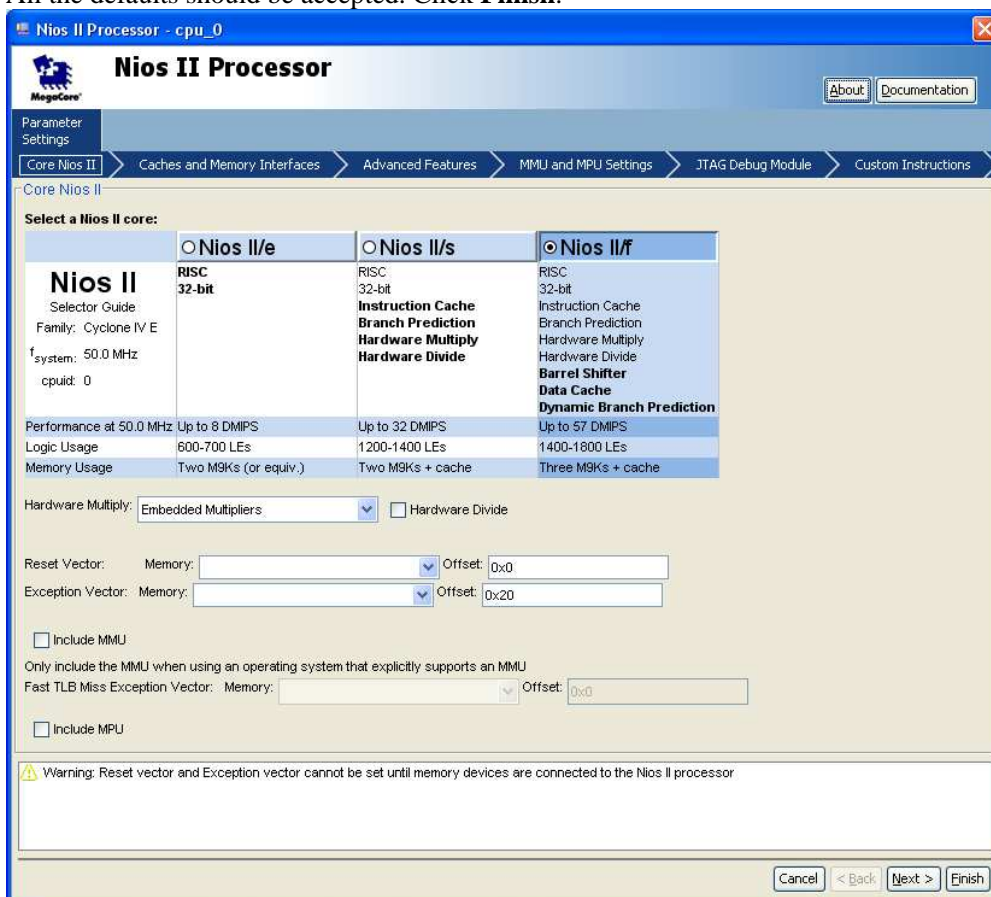 All the defaults should be accepted. Click Finish.
Nios II Processor - cpu_0
MegaCore'
Nios II Processor
About
Documentation
Parameter
Settings
Core Nios II
Caches and Memory Interfaces
Advanced Features
MMU and MPU Settings
JTAG Debug Module
Custom Instructions
Core Nios II
Select a Nios II core:
Nios II/e
Nios II/s
Nios II/f
Nios II
Selector Guide
Family: Cyclone IV E
fsystem: 50.0 MHz
cpuid: 0
RISC
32-bit
RISC
32-bit
Instruction Cache
Branch Prediction
Hardware Multiply
Hardware Divide
RISC
32-bit
Instruction Cache
Branch Prediction
Hardware Multiply
Hardware Divide
Barrel Shifter
Data Cache
Dynamic Branch Prediction
Performance at 50.0 MHz Up to 8 DMIPS Up to 32 DMIPS Up to 57 DMIPS
Logic Usage 600-700 LEs 1200-1400 LEs 1400-1800 LEs
Memory Usage Two M9Ks (or equiv.) Two M9Ks + cache Three M9Ks + cache
Hardware Multiply: Embedded Multipliers Hardware Divide
Reset Vector: Memory: Offset: 0x0
Exception Vector: Memory: Offset: 0x20
Include MMU
Only include the MMU when using an operating system that explicitly supports an MMU
Fast TLB Miss Exception Vector: Memory: Offset: 0x0
Include MPU
Warning: Reset vector and Exception vector cannot be set until memory devices are connected to the Nios II processor
Cancel
< Back
Next >
Finish